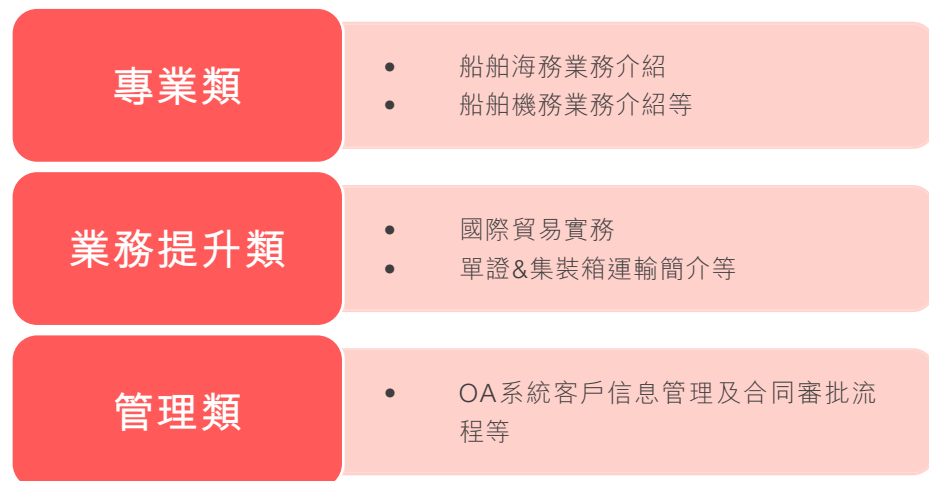 專業類
• 船舶海務業務介紹
• 船舶機務業務介紹等
業務提升類
• 國際貿易實務
• 單證&集裝箱運輸簡介等
管理類
• OA系統客戶信息管理及合同審批流
程等